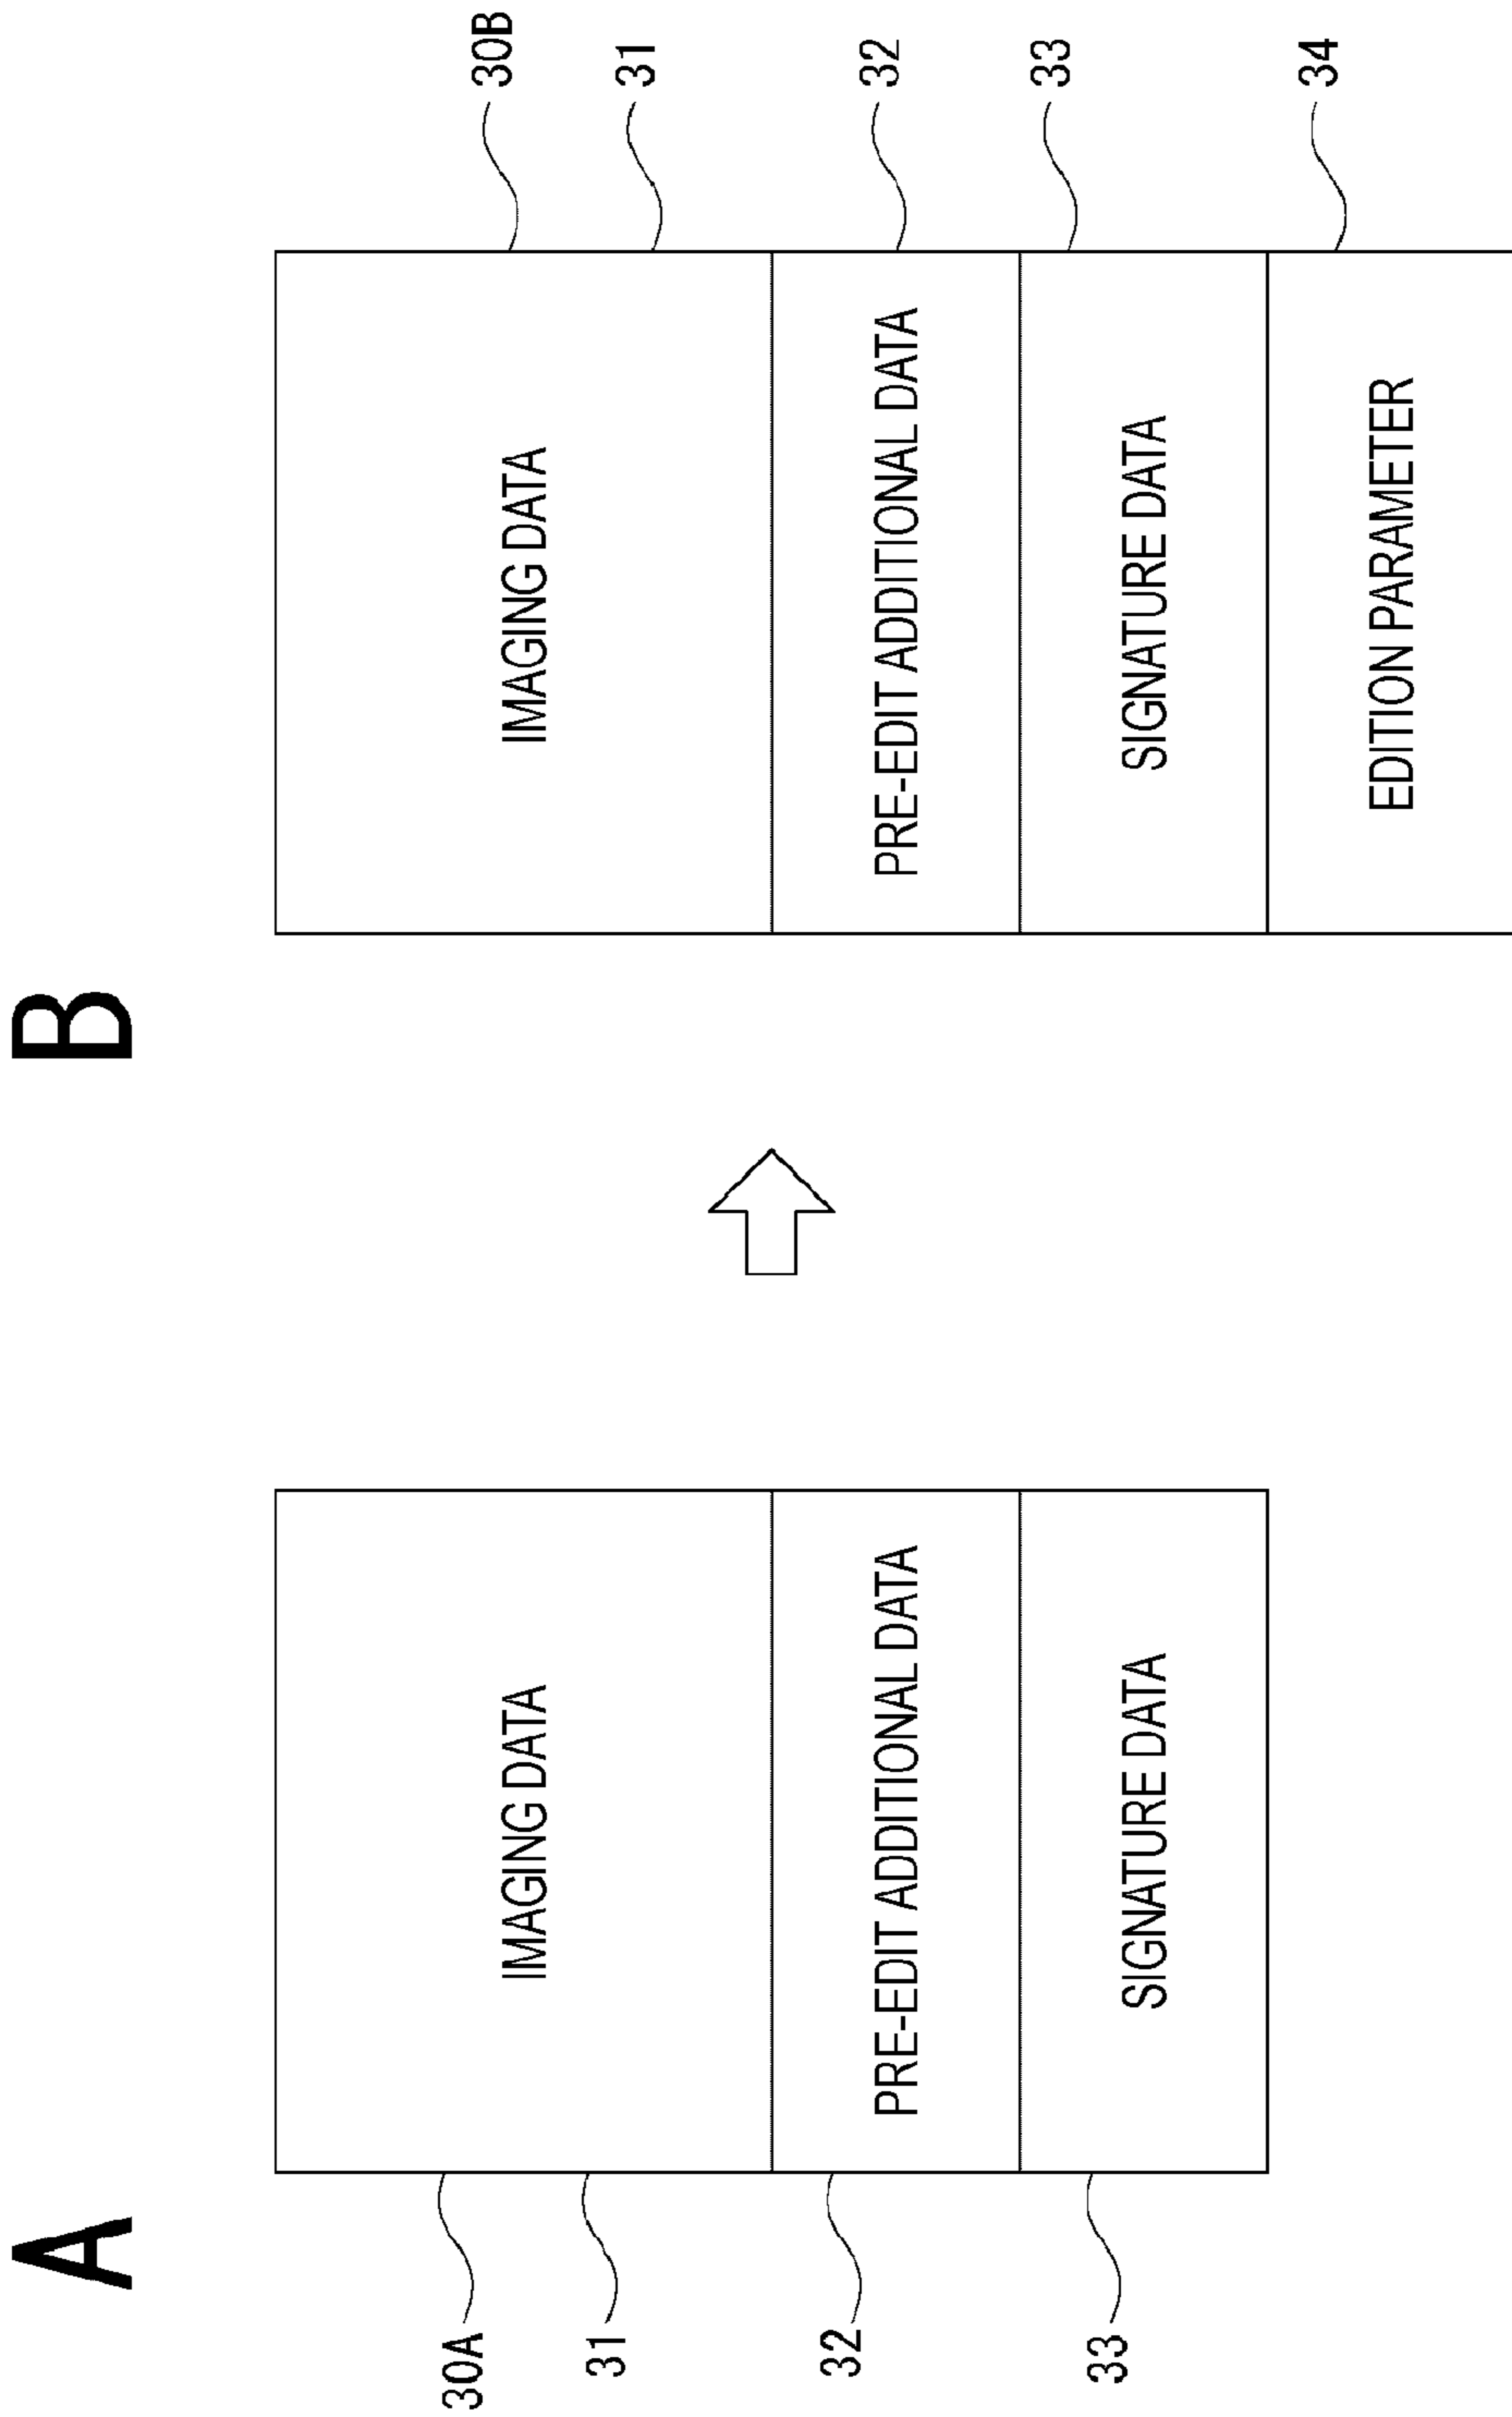 A
30A
31
32
33
IMAGING DATA
PRE-EDIT ADDITIONAL DATA
SIGNATURE DATA
B
IMAGING DATA
PRE-EDIT ADDITIONAL DATA
SIGNATURE DATA
EDITION PARAMETER
30B
31
32
33
34